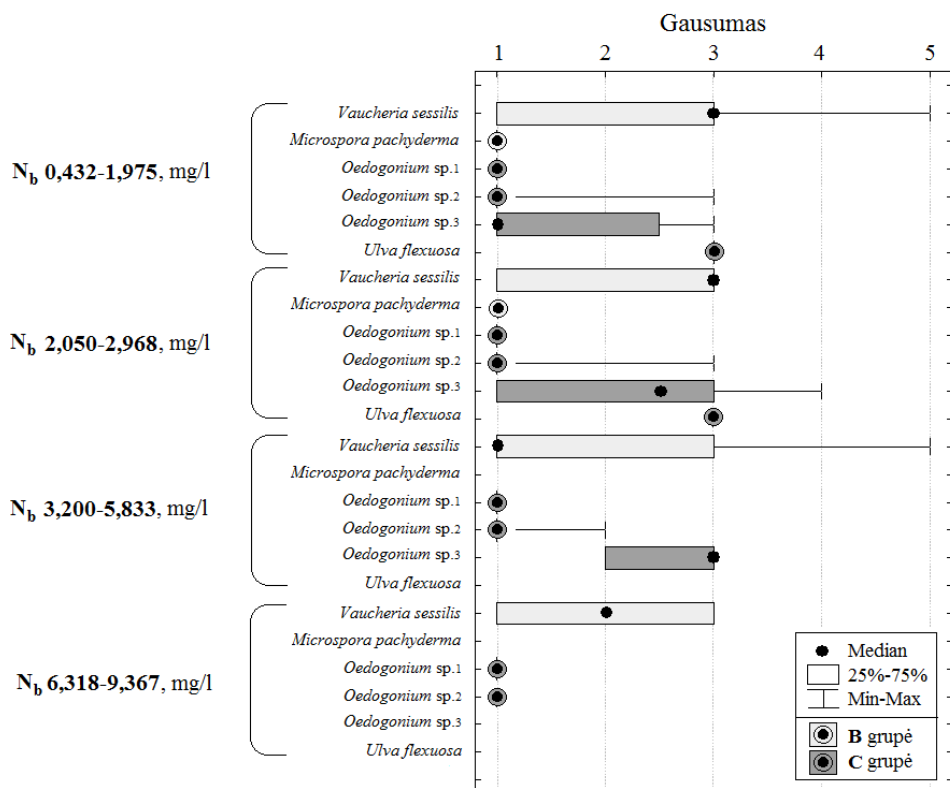 Gausumas
1 2 3 4 5
N_b 0,432-1,975, mg/l
Vaucheria sessilis
Microspora pachyderma
Oedogonium sp.1
Oedogonium sp.2
Oedogonium sp.3
Ulva flexuosa
N_b 2,050-2,968, mg/l
Vaucheria sessilis
Microspora pachyderma
Oedogonium sp.1
Oedogonium sp.2
Oedogonium sp.3
Ulva flexuosa
N_b 3,200-5,833, mg/l
Vaucheria sessilis
Microspora pachyderma
Oedogonium sp.1
Oedogonium sp.2
Oedogonium sp.3
Ulva flexuosa
N_b 6,318-9,367, mg/l
Vaucheria sessilis
Microspora pachyderma
Oedogonium sp.1
Oedogonium sp.2
Oedogonium sp.3
Ulva flexuosa
Median
25%-75%
Min-Max
B grupė
C grupė